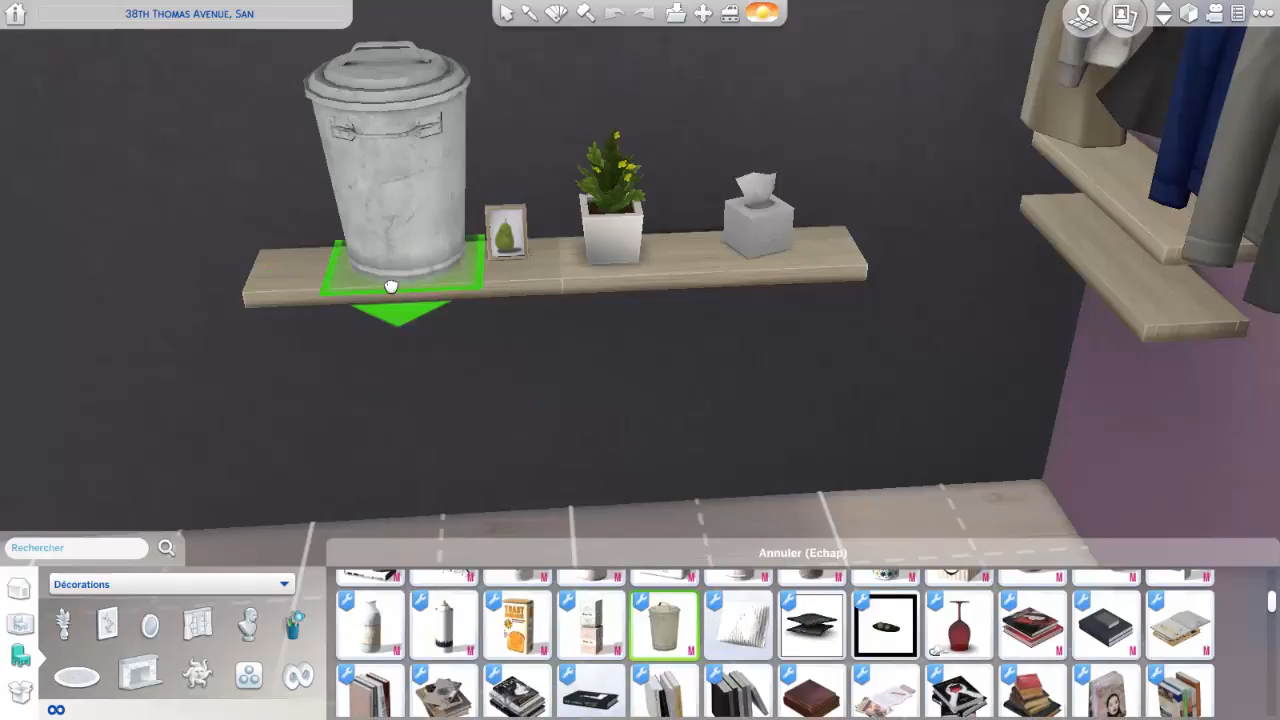 38TH THOMAS AVENUE, SAN
Rechercher
Annuler (Echap)
Décorations
M M M M M M M M M M M M
TOAST
M
M